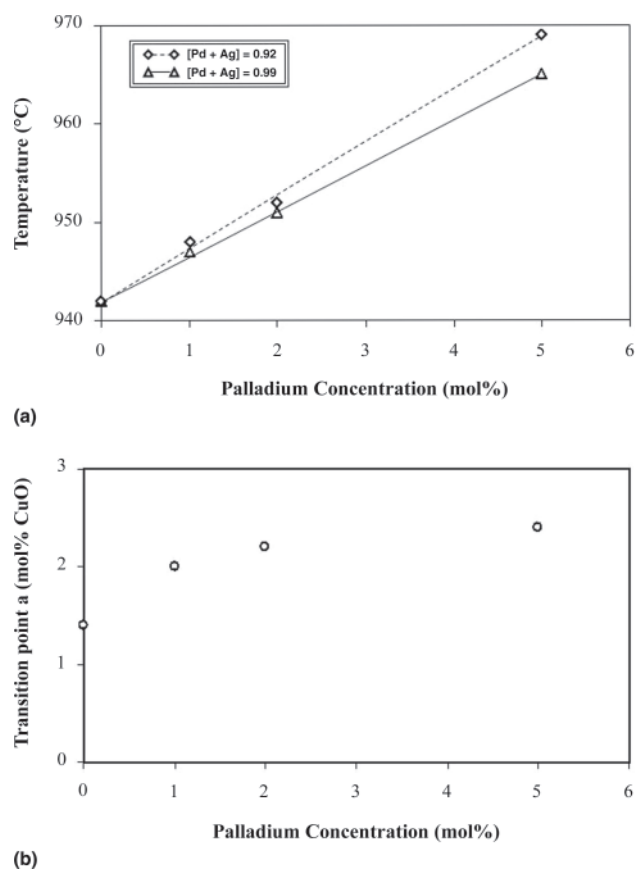 970
960
950
940
Temperature (°C)
[Pd + Ag] = 0.92
[Pd + Ag] = 0.99
0 1 2 3 4 5 6
Palladium Concentration (mol%)
(a)
3
2
1
0
Transition point a (mol% CuO)
0 1 2 3 4 5 6
Palladium Concentration (mol%)
(b)